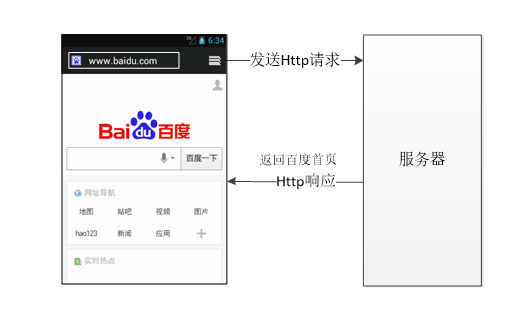 6:34
www.baidu.com
发送Http请求
Bai du 百度
百度一下
返回百度首页
Http响应
服务器
网址导航
地图 贴吧 视频 图片
hao123 新闻 应用
实时热点